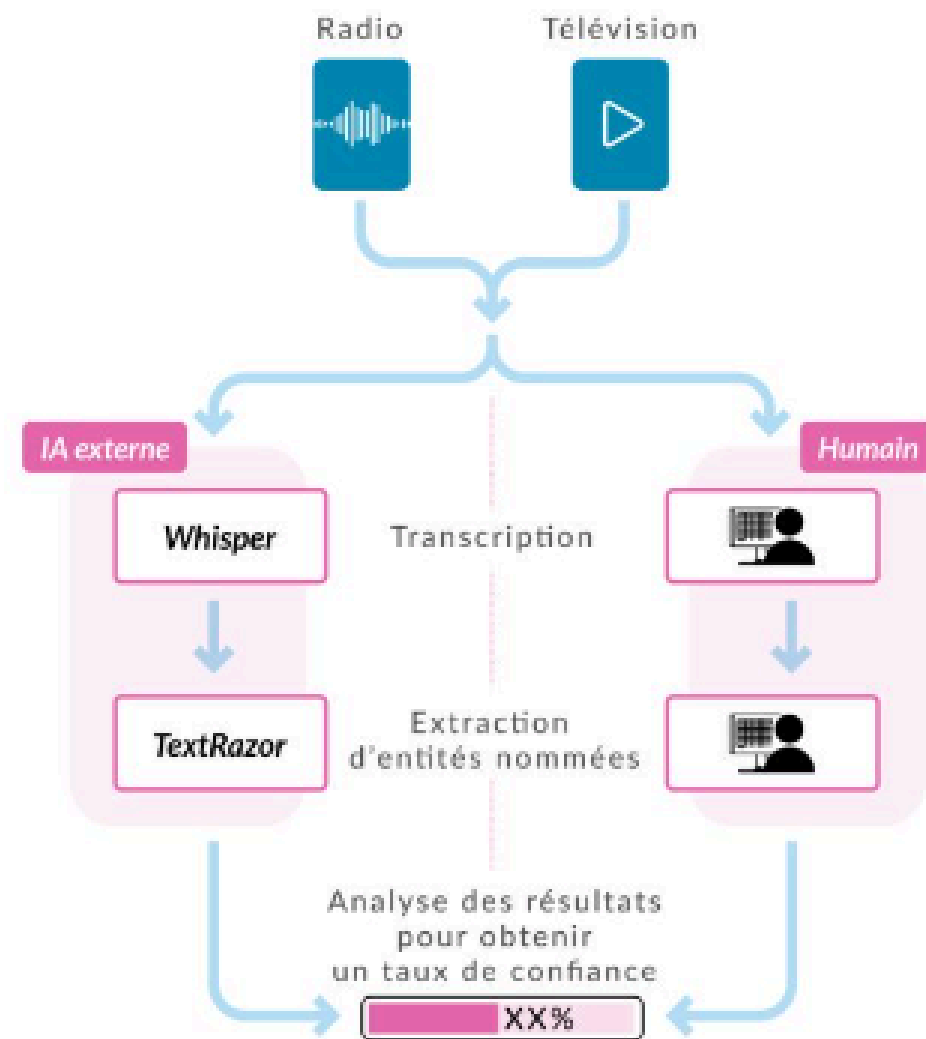 Radio
Télévision
IA externe
Humain
Whisper
Transcription
TextRazor
Extraction
d'entités nommées
Analyse des résultats
pour obtenir
un taux de confiance
XX%